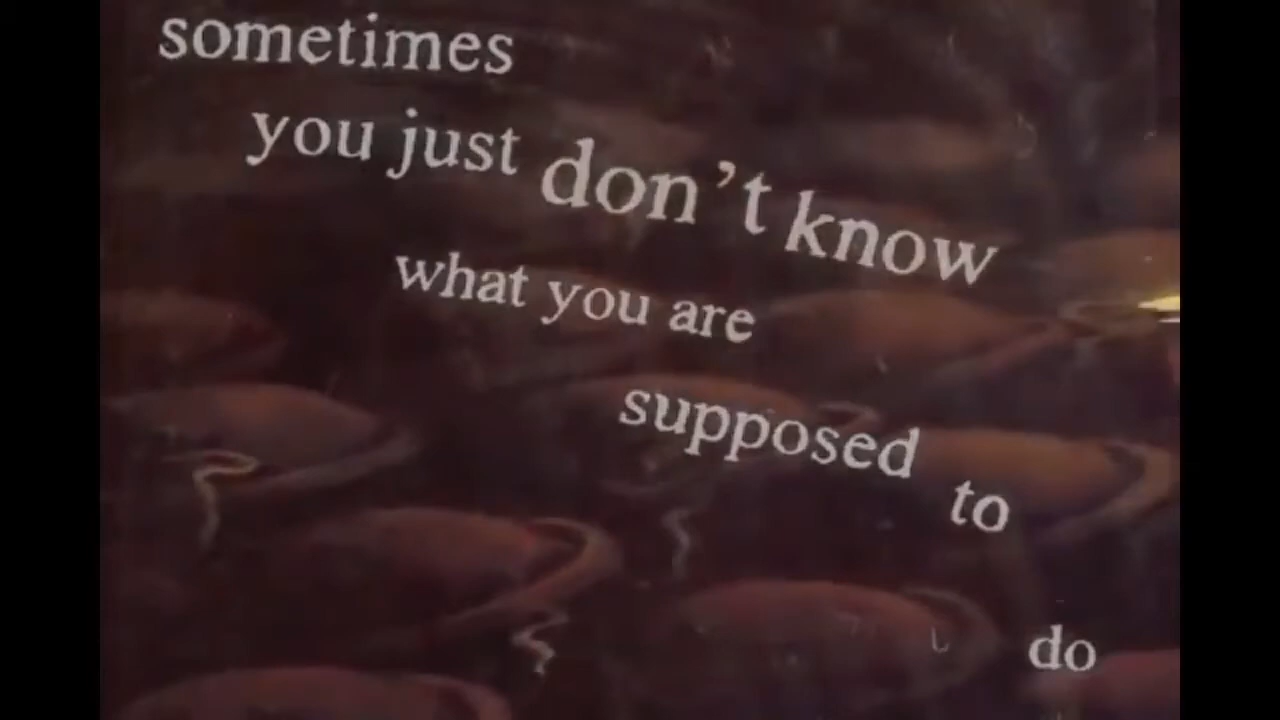 sometimes
you just don't know
what you are
supposed
to
do